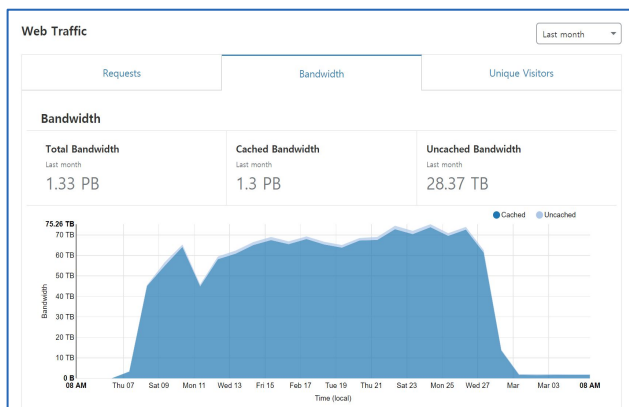 Web Traffic
Last month
Requests
Bandwidth
Unique Visitors
Bandwidth
Total Bandwidth
Last month
1.33 PB
Cached Bandwidth
Last month
1.3 PB
Uncached Bandwidth
Last month
28.37 TB
Cached
Uncached
75.26 TB
70 TB
60 TB
50 TB
40 TB
30 TB
20 TB
10 TB
0 B
Bandwidth
08 AM
Thu 07
Sat 09
Mon 11
Wed 13
Fri 15
Feb 17
Tue 19
Thu 21
Sat 23
Mon 25
Wed 27
Mar
Mar 03
08 AM
Time (local)